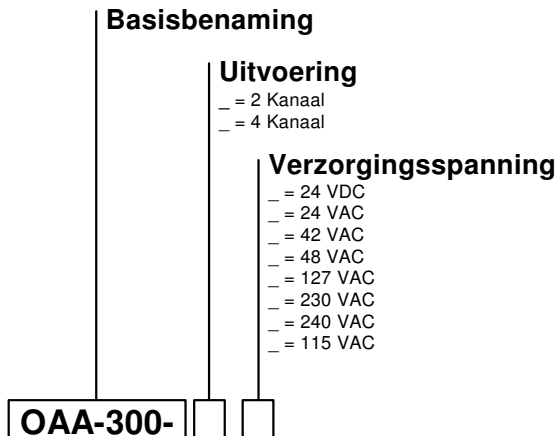 Basisbenaming
Uitvoering
_ = 2 Kanaal
_ = 4 Kanaal
Verzorgingsspanning
_ = 24 VDC
_ = 24 VAC
_ = 42 VAC
_ = 48 VAC
_ = 127 VAC
_ = 230 VAC
_ = 240 VAC
_ = 115 VAC
OAA-300-